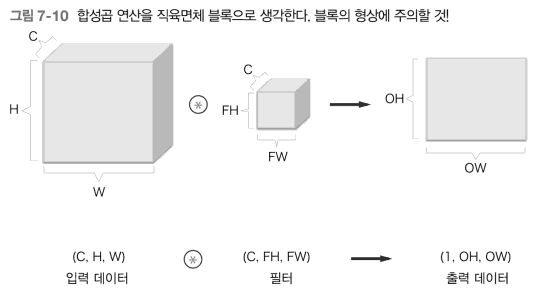 그림 7-10 합성곱 연산을 직육면체 블록으로 생각한다. 블록의 형상에 주의할 것!
C
H
W
*
C
FH
FW
OH
OW
(C, H, W) * (C, FH, FW) (1, OH, OW)
입력 데이터 필터 출력 데이터